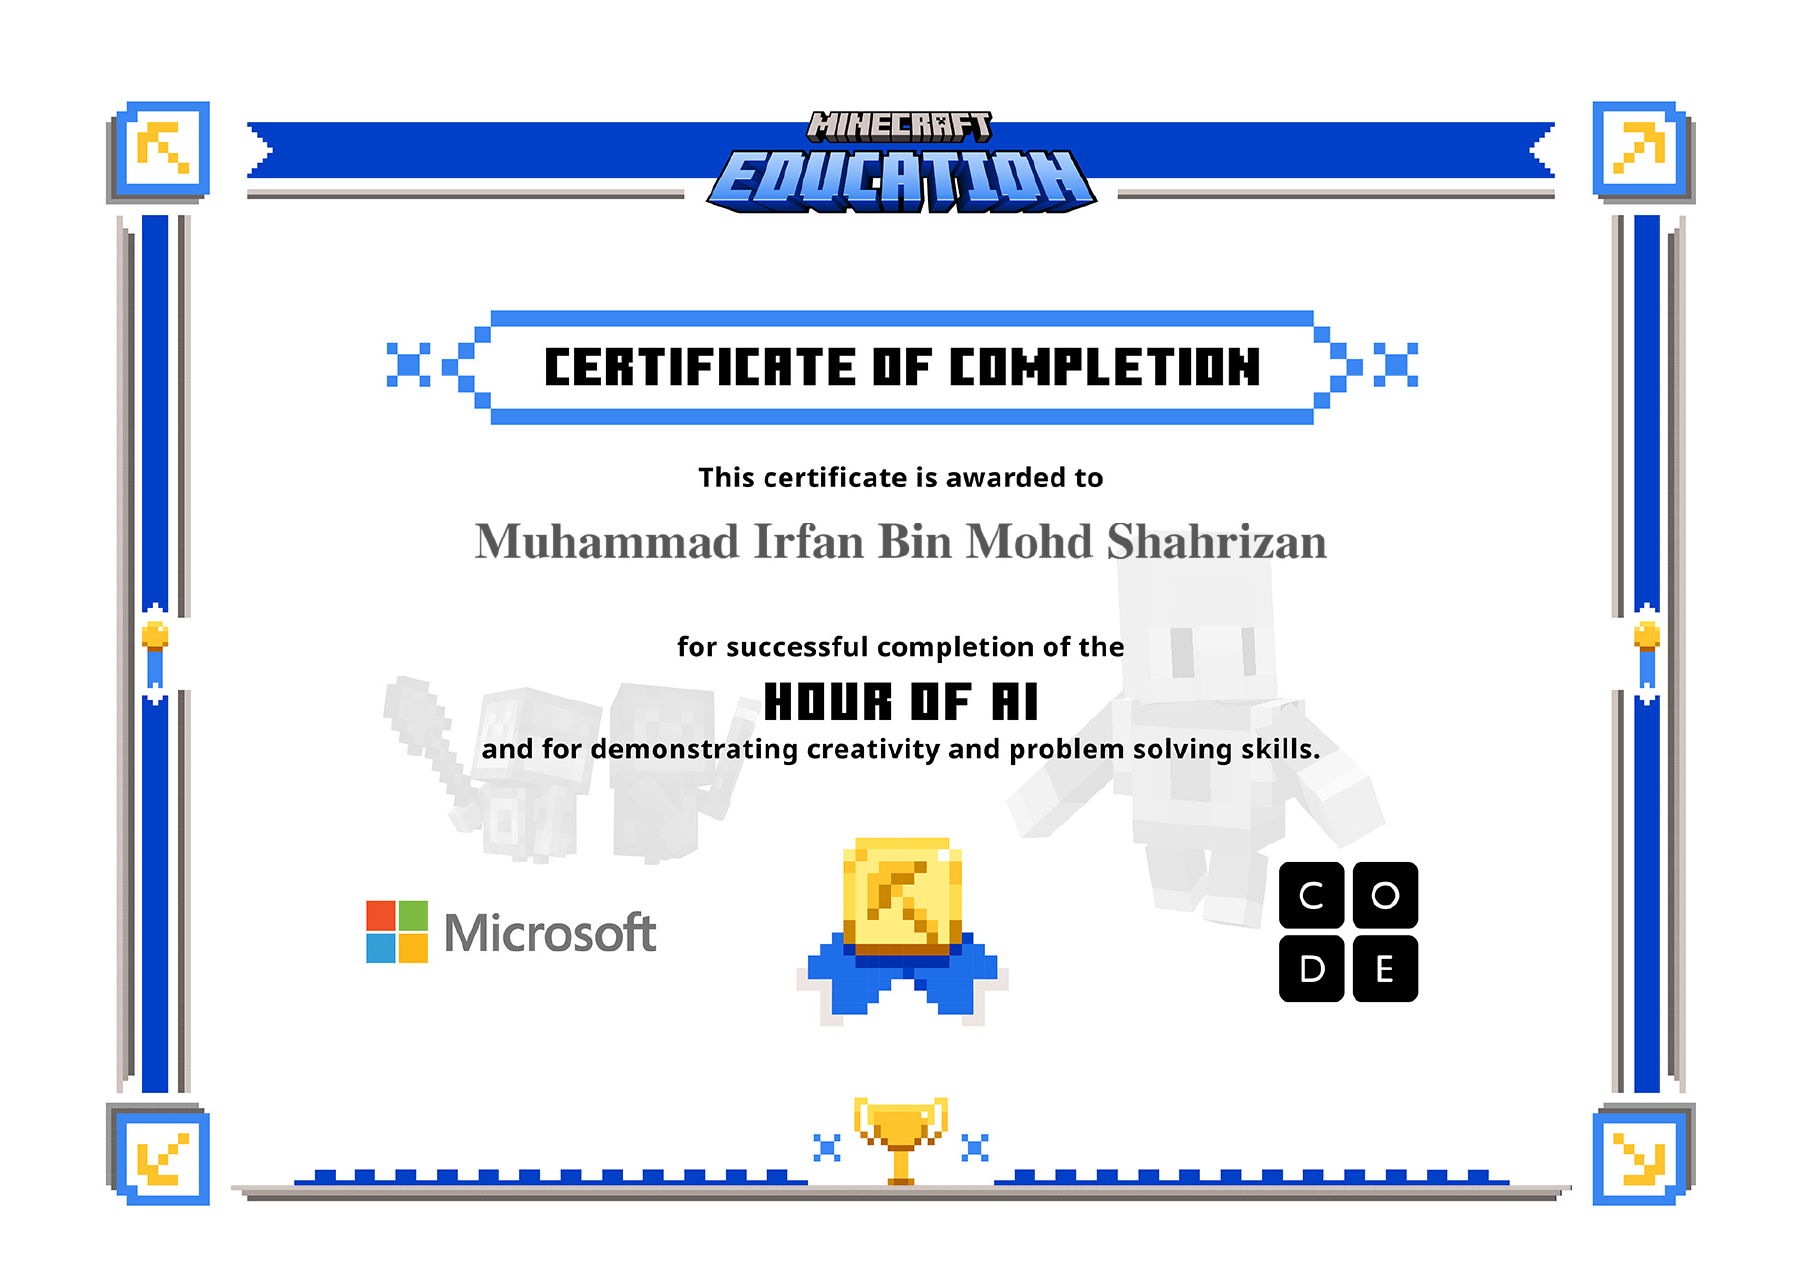 MINECRAFT
EDUCATION
CERTIFICATE OF COMPLETION
This certificate is awarded to
Muhammad Irfan Bin Mohd Shahrizan
for successful completion of the
HOUR OF AI
and for demonstrating creativity and problem solving skills.
Microsoft
C O
D E